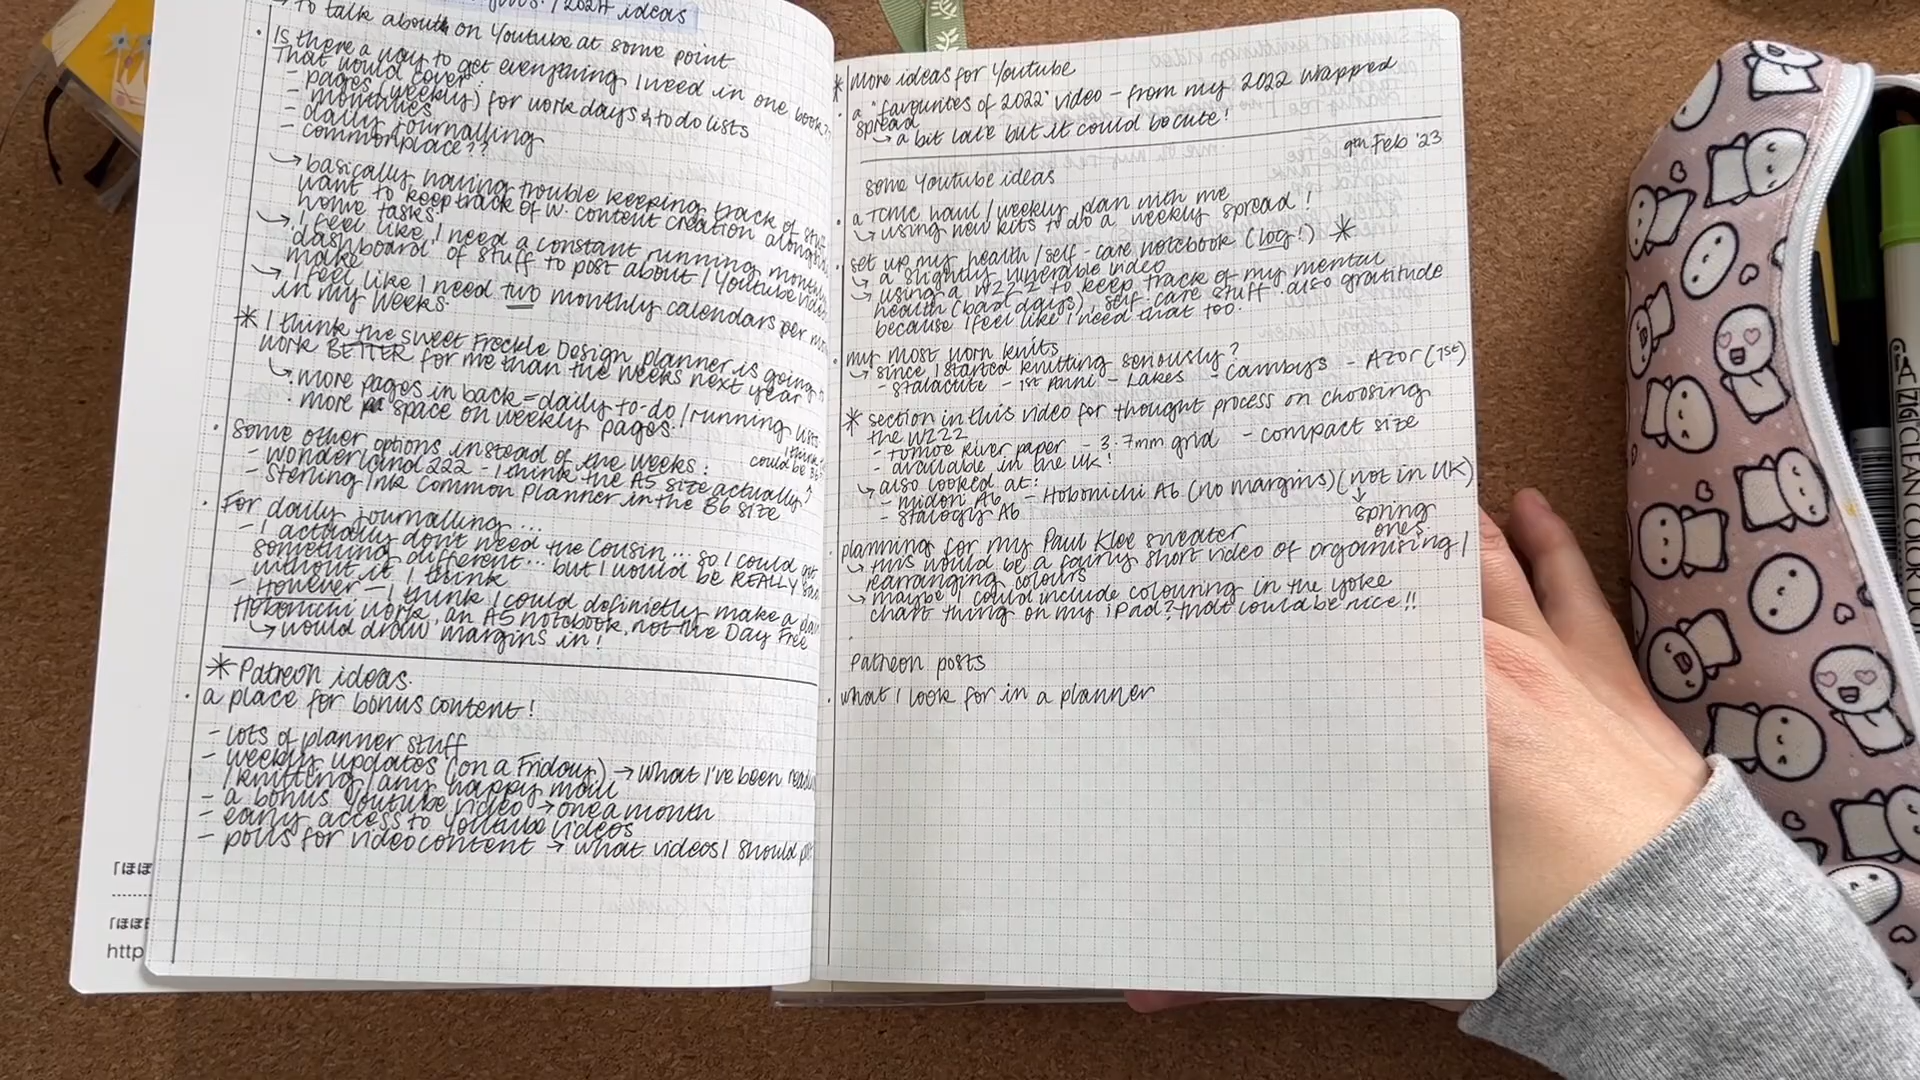 /2024 ideas
→ to talk about on Youtube at some point
• Is there a way to get everything I need in one book?
That would cover:
- pages (weekly) for work days & to do lists
- monthlies
- daily journalling
- commonplace??
→ basically having trouble keeping track of stuff
want to keep track of W. content creation alongside
home tasks.
→ I feel like I need a constant running monthly
'dashboard' of stuff to post about / Youtube videos
make
→ I feel like I need two monthly calendars per
in my weeks.
* I think the Sweet Freckle Design planner is going
work BETTER for me than the weeks next year
↳ • more pages in back = daily to-do / running lists
• more space on weekly pages.
• Some other options instead of the weeks:
- wonderland 222 - I think the A5 size actually?
- Sterling Ink Common Planner in the B6 size
I think
could be B6?
• For daily journalling...
- I actually don't need the Cousin... so I could get
something different... but I would be REALLY sad
without it I think
- However - I think I could definietly make a
Hobonichi work, an A5 notebook, not the Day Free
↳ would draw margins in!
* Patreon ideas.
• a place for bonus content!
- lots of planner stuff
- weekly updates (on a Friday) → what I've been
/ knitting / any happy mail
- a bonus Youtube video → one a month
- early access to Youtube videos
- polls for video content → what videos I should
「ほぼ
「ほぼ
http
* More ideas for Youtube
• a "favourites of 2022" video - from my 2022 wrapped
spread
→ a bit late but it could be cute!
9th Feb '23
some Youtube ideas
• a TCMC haul / weekly plan with me
↳ using new kits to do a weekly spread!
• set up my health / self-care notebook (log!) *
↳ a slightly vulnerable video
↳ using a W222 to keep track of my mental
health (bad days), self care stuff.. also gratitude
because I feel like I need that too.
• my most worn knits
↳ since I started knitting seriously?
- Stalactite - 1st Anni - Lakes - Cambys - Azor (1st)
* section in this video for thought process on choosing
the W222
- Tomoe River paper - 3.7mm grid - compact size
- available in the UK!
↳ also looked at:
- midori A6 - Hobonichi A6 (no margins) (not in UK)
- stalogy A6
↓
spring
ones.
• planning for my Paul Klee sweater
↳ this would be a fairly short video of organising /
rearranging colours
↳ maybe I could include colouring in the yoke
chart thing on my iPad? that could be nice!!
Patreon posts
• what I look for in a planner
CLEAN COLOR DO